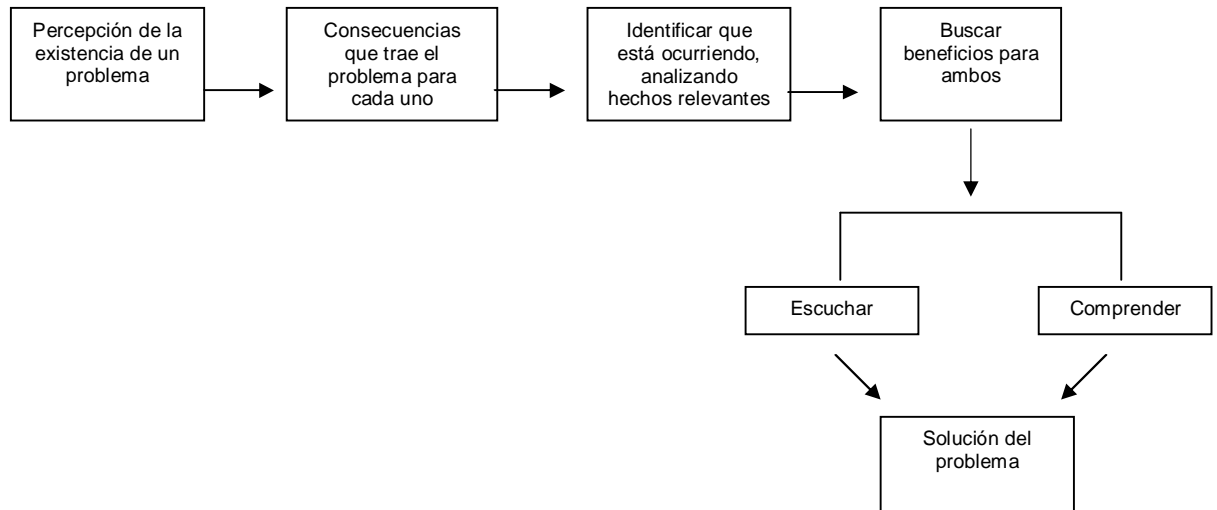 Percepción de la
existencia de un
problema
Consecuencias
que trae el
problema para
cada uno
Identificar que
está ocurriendo,
analizando
hechos relevantes
Buscar
beneficios para
ambos
Escuchar
Comprender
Solución del
problema